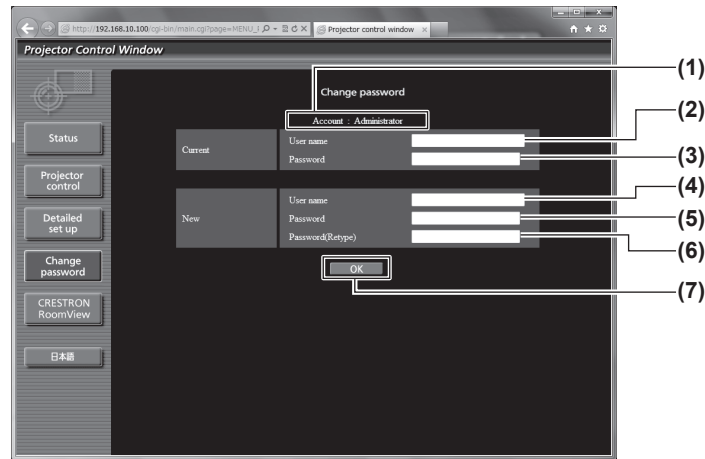 http://192.168.10.100/cgi-bin/main.cgi?page=MENU_
Projector control window
Projector Control Window
(1)
Change password
Account : Administrator
(2)
Status
Current
User name
Password
(3)
Projector
control
(4)
User name
Detailed
set up
New
Password
(5)
Password(Retype)
(6)
Change
password
OK
(7)
CRESTRON
RoomView
日本語